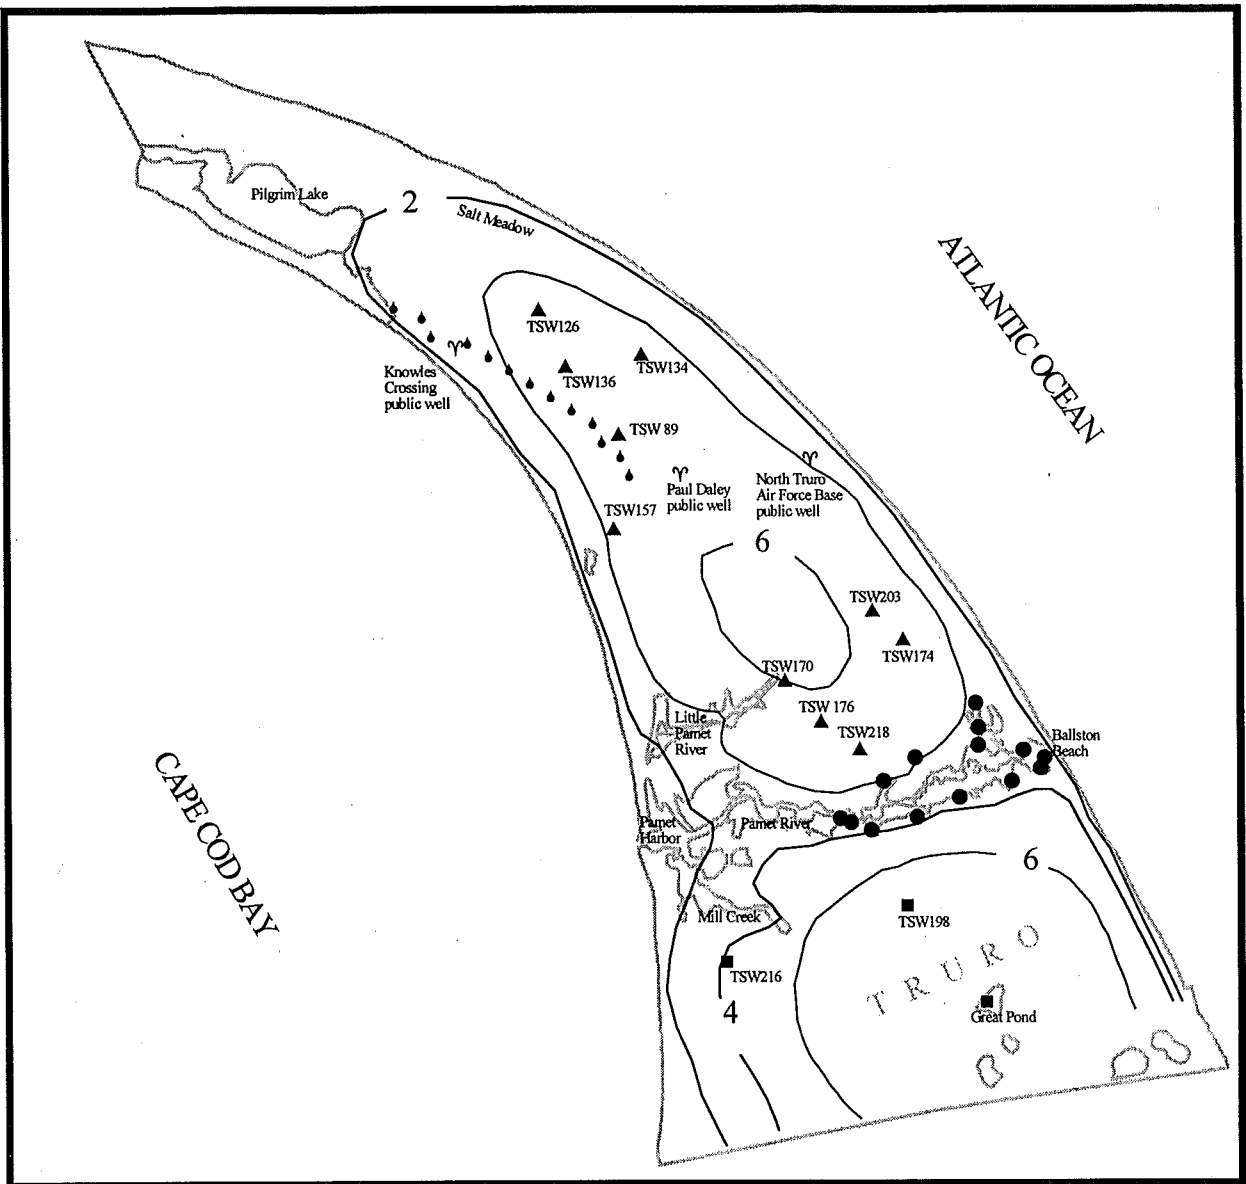 Pilgrim Lake
2
Salt Meadow
ATLANTIC OCEAN
TSW126
TSW134
TSW136
Knowles
Crossing
public well
TSW 89
Paul Daley
public well
North Truro
Air Force Base
public well
TSW157
6
TSW203
TSW174
TSW170
TSW 176
TSW218
Little
Pamet
River
Ballston
Beach
CAPE COD BAY
Pamet
Harbor
Pamet River
6
Mill Creek
TSW198
TRURO
TSW216
4
Great Pond